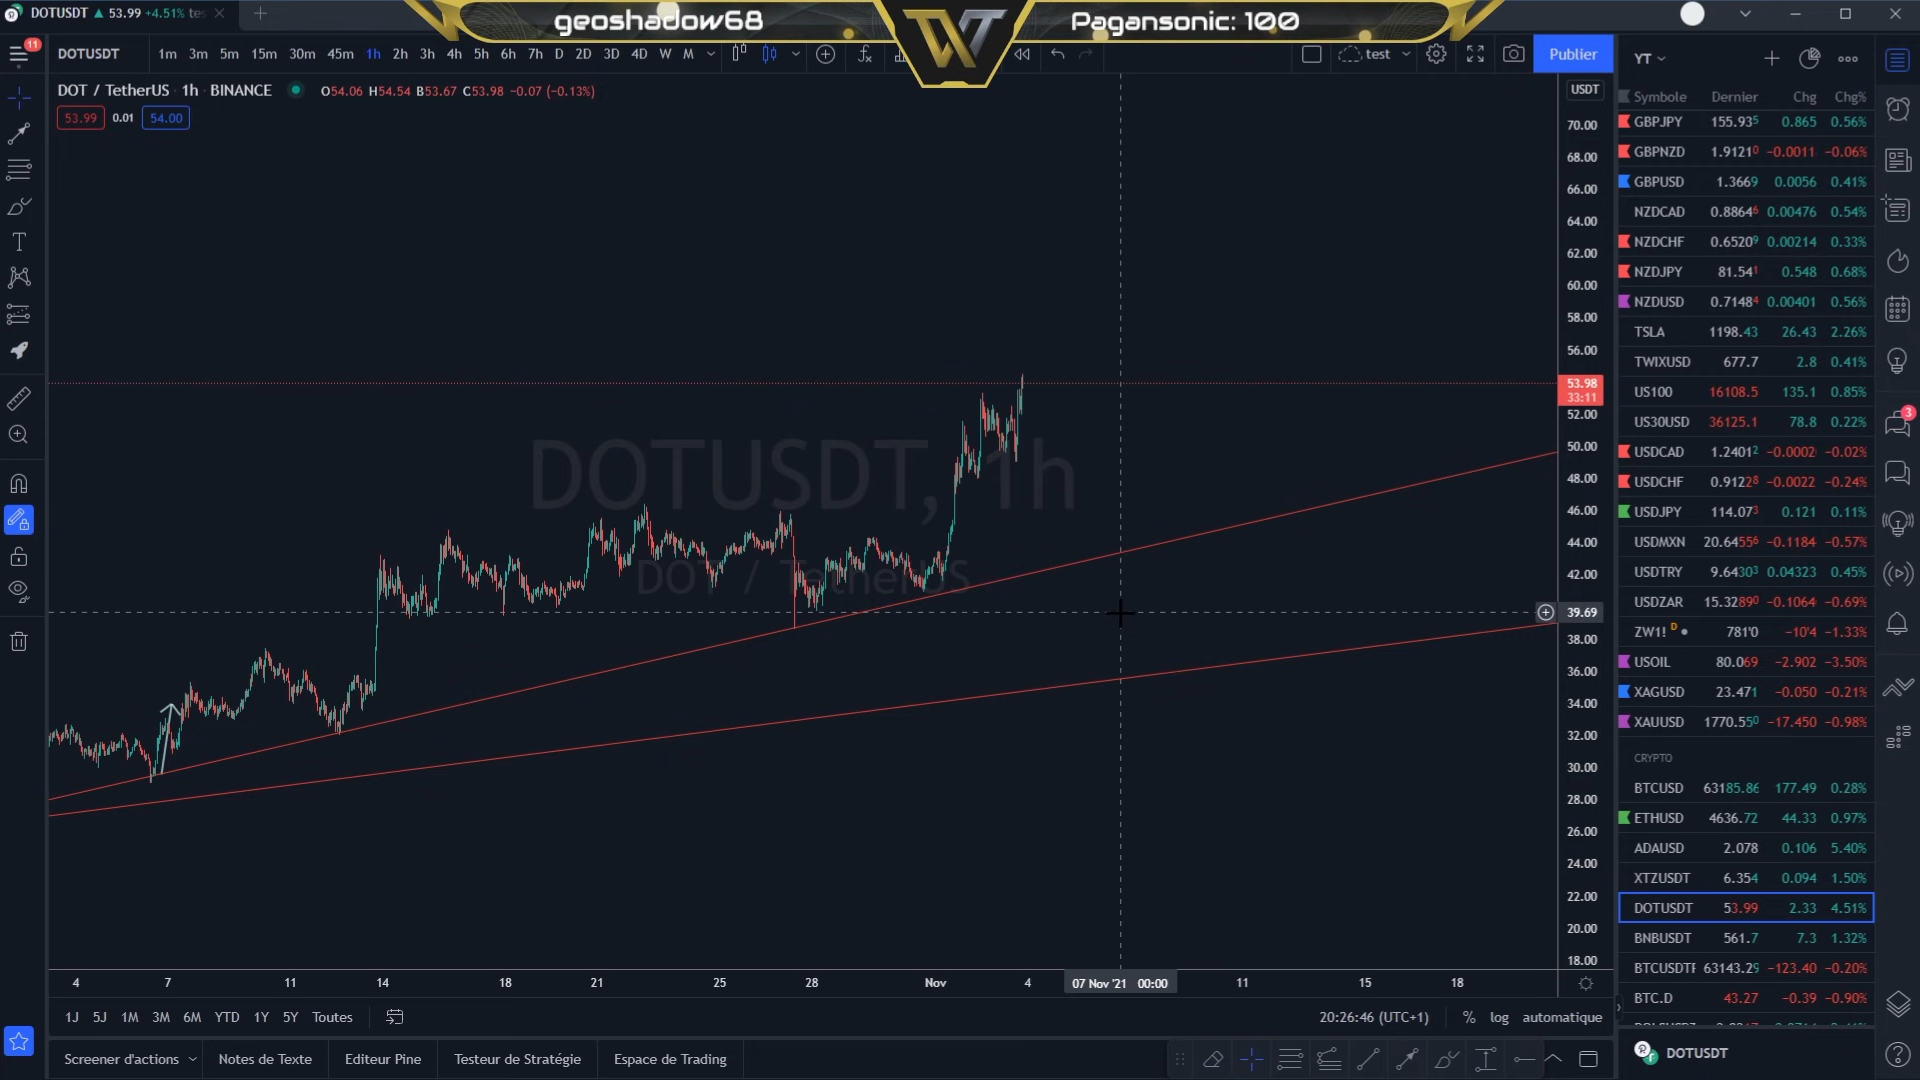 DOTUSDT ▲ 53.99 +4.51% tes
geoshadow68
Pagansonic: 100
11
DOTUSDT 1m 3m 5m 15m 30m 45m 1h 2h 3h 4h 5h 6h 7h D 2D 3D 4D W M test Publier
DOT / TetherUS · 1h · BINANCE O54.06 H54.54 B53.67 C53.98 −0.07 (−0.13%)
53.99 0.01 54.00
DOTUSDT, 1h
DOT / TetherUS
USDT
70.00
68.00
66.00
64.00
62.00
60.00
58.00
56.00
53.98
33:11
52.00
50.00
48.00
46.00
44.00
42.00
39.69
38.00
36.00
34.00
32.00
30.00
28.00
26.00
24.00
22.00
20.00
18.00
4 7 11 14 18 21 25 28 Nov 4 07 Nov '21 00:00 11 15 18
1J 5J 1M 3M 6M YTD 1Y 5Y Toutes 20:26:46 (UTC+1) % log automatique
Screener d'actions Notes de Texte Editeur Pine Testeur de Stratégie Espace de Trading
YT
Symbole Dernier Chg Chg%
GBPJPY 155.935 0.865 0.56%
GBPNZD 1.91210 −0.0011 −0.06%
GBPUSD 1.3669 0.0056 0.41%
NZDCAD 0.88646 0.00476 0.54%
NZDCHF 0.65209 0.00214 0.33%
NZDJPY 81.541 0.548 0.68%
NZDUSD 0.71484 0.00401 0.56%
TSLA 1198.43 26.43 2.26%
TWIXUSD 677.7 2.8 0.41%
US100 16108.5 135.1 0.85%
US30USD 36125.1 78.8 0.22%
USDCAD 1.24012 −0.0002 −0.02%
USDCHF 0.91228 −0.0022 −0.24%
USDJPY 114.073 0.121 0.11%
USDMXN 20.64556 −0.1184 −0.57%
USDTRY 9.64303 0.04323 0.45%
USDZAR 15.32890 −0.1064 −0.69%
ZW1! D 781'0 −10'4 −1.33%
USOIL 80.069 −2.902 −3.50%
XAGUSD 23.471 −0.050 −0.21%
XAUUSD 1770.550 −17.450 −0.98%
CRYPTO
BTCUSD 63185.86 177.49 0.28%
ETHUSD 4636.72 44.33 0.97%
ADAUSD 2.078 0.106 5.40%
XTZUSDT 6.354 0.094 1.50%
DOTUSDT 53.99 2.33 4.51%
BNBUSDT 561.7 7.3 1.32%
BTCUSDTF 63143.29 −123.40 −0.20%
BTC.D 43.27 −0.39 −0.90%
DOTUSDT
3